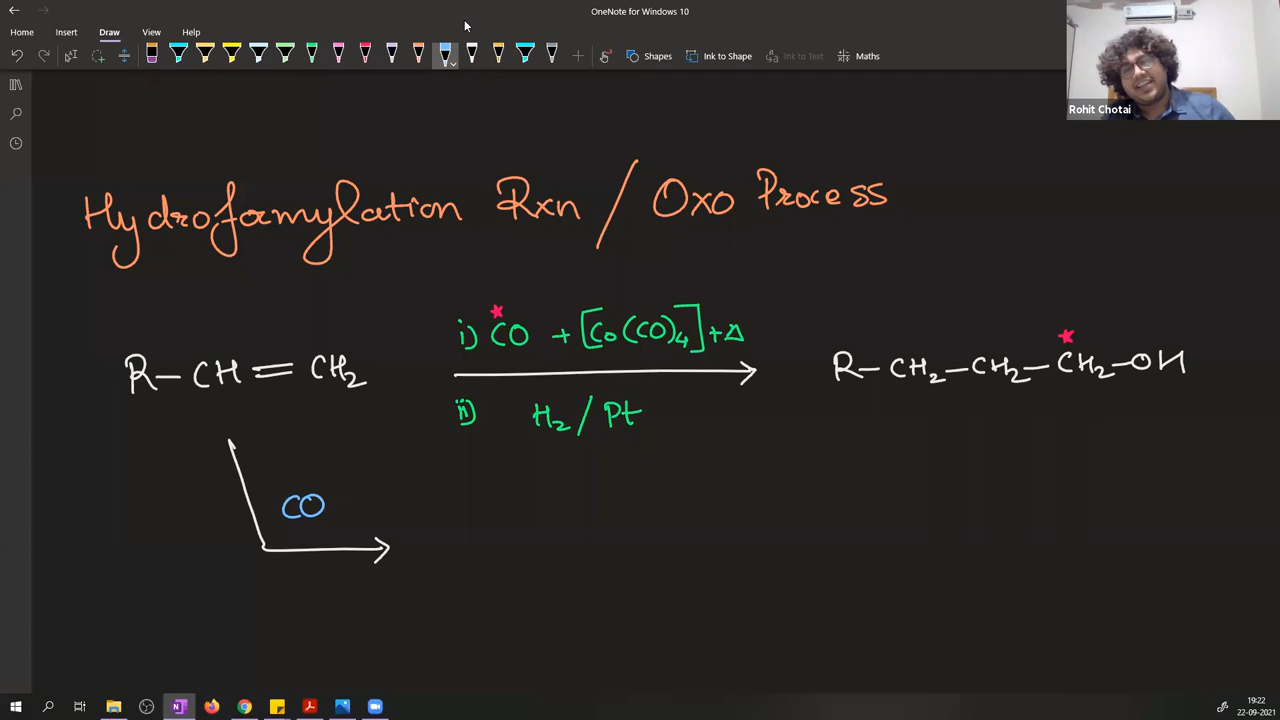 OneNote for Windows 10
Home Insert Draw View Help
Shapes Ink to Shape Ink to Text Maths
Rohit Chotai
Hydroformylation Rxn / Oxo Process
i) CO + [Co(CO)4] + Δ
R-CH=CH2
R-CH2-CH2-CH2-OH
ii) H2/Pt
CO
19:22
22-09-2021